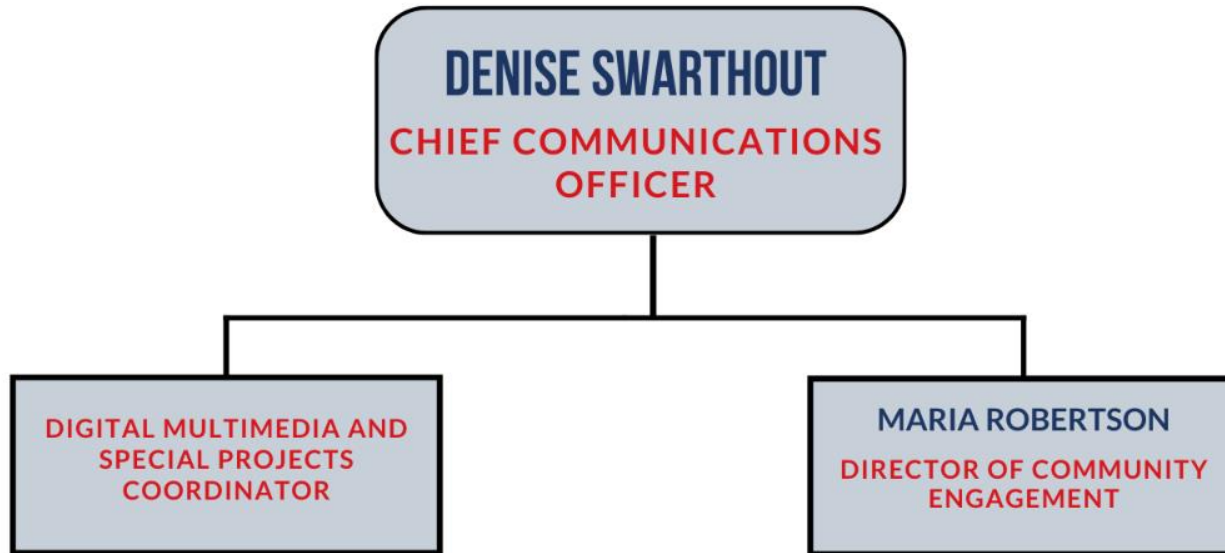 DENISE SWARTHOUT
CHIEF COMMUNICATIONS
OFFICER
DIGITAL MULTIMEDIA AND
SPECIAL PROJECTS
COORDINATOR
MARIA ROBERTSON
DIRECTOR OF COMMUNITY
ENGAGEMENT